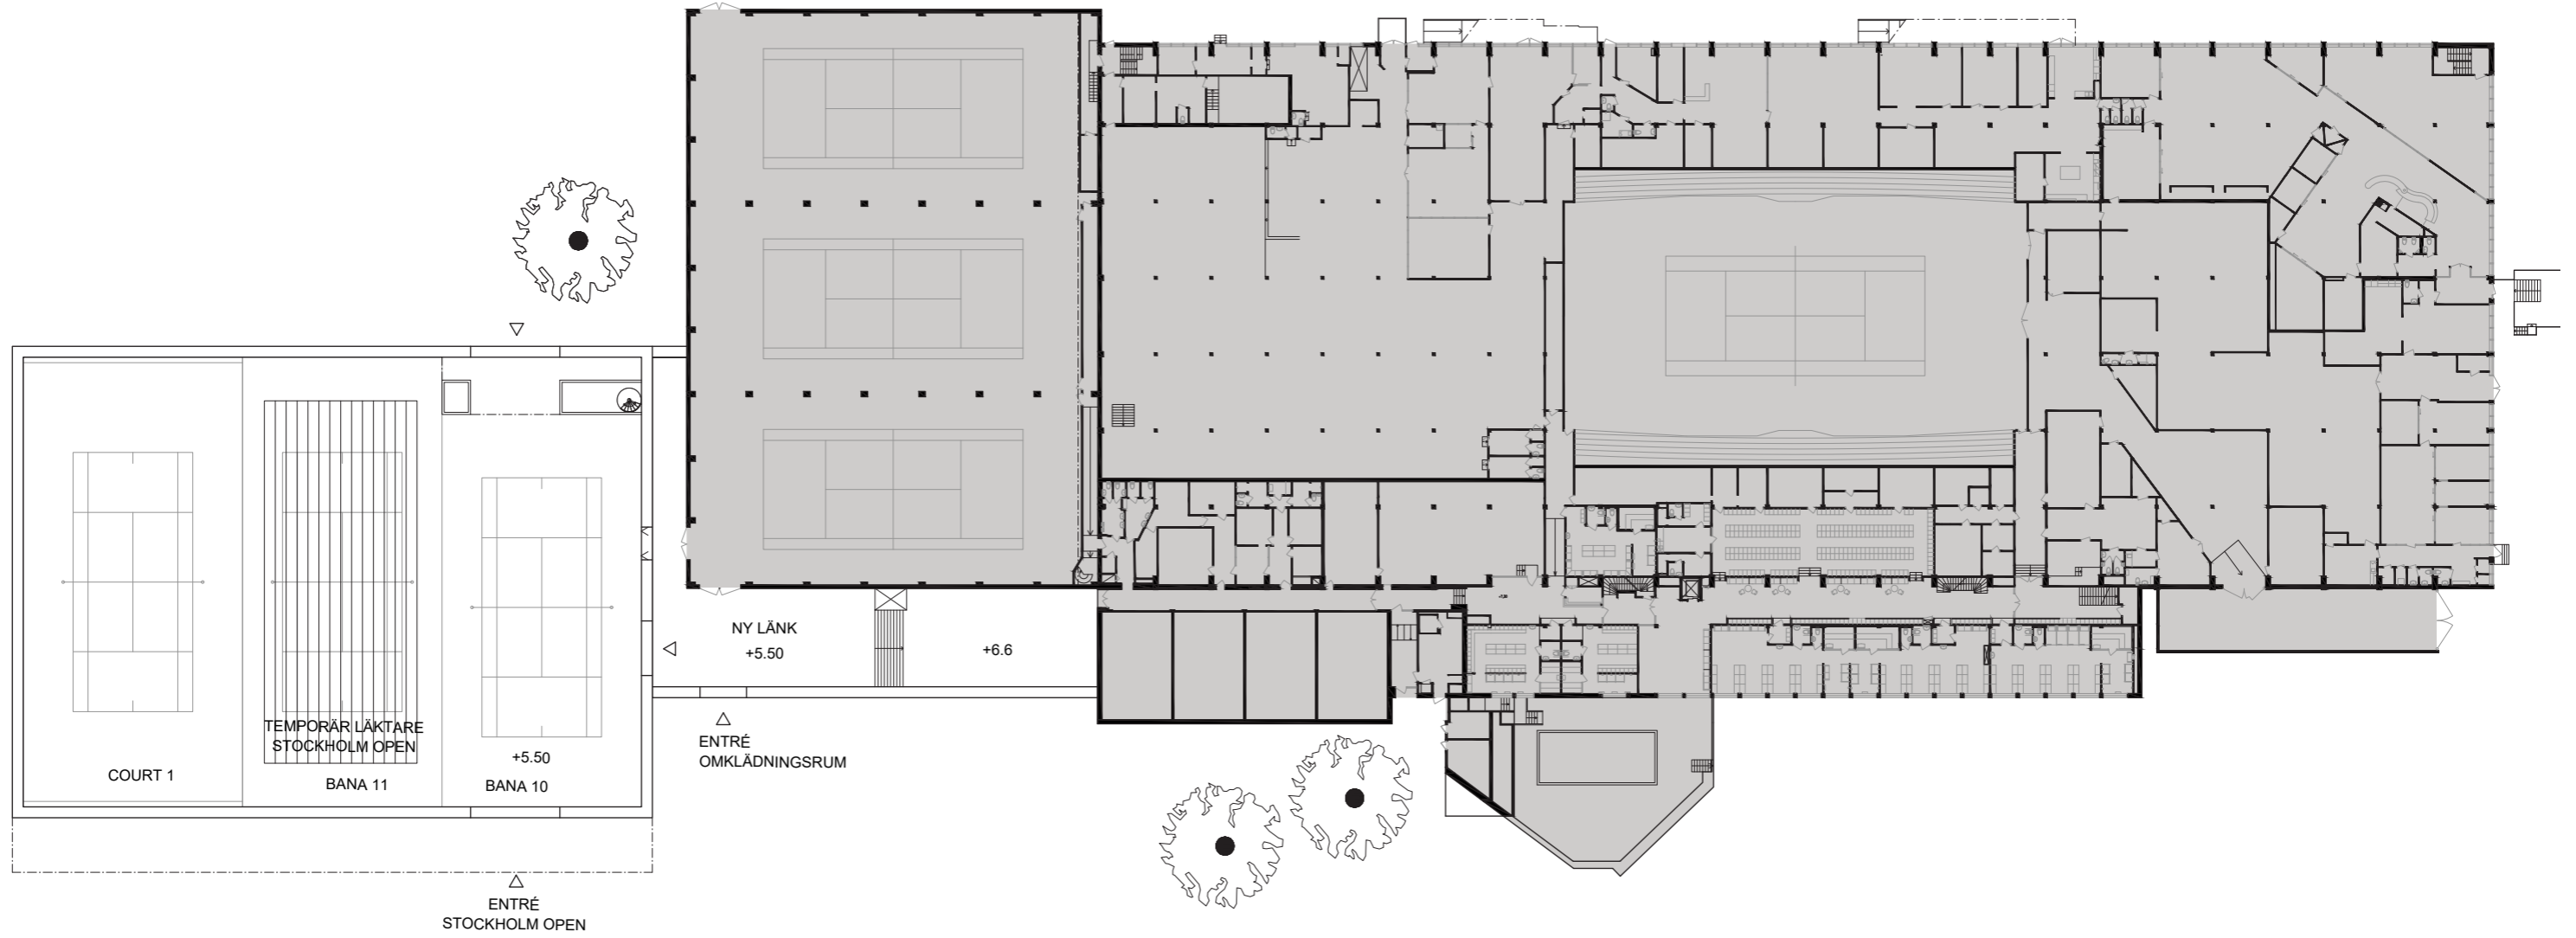 NY LÄNK
+5.50
+6.6
TEMPORÄR LÄKTARE
STOCKHOLM OPEN
+5.50
COURT 1
BANA 11
BANA 10
ENTRÉ
OMKLÄDNINGSRUM
ENTRÉ
STOCKHOLM OPEN